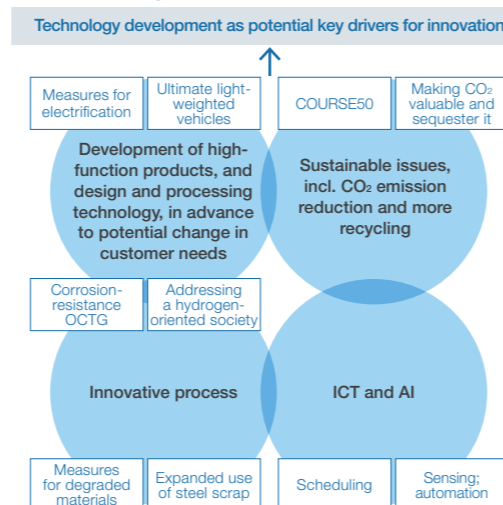 Technology development as potential key drivers for innovation
Measures for
electrification
Ultimate light-
weighted
vehicles
COURSE50
Making CO₂
valuable and
sequester it
Development of high-
function products, and
design and processing
technology, in advance
to potential change in
customer needs
Sustainable issues,
incl. CO₂ emission
reduction and more
recycling
Corrosion-
resistance
OCTG
Addressing
a hydrogen-
oriented society
Innovative process
ICT and AI
Measures
for degraded
materials
Expanded use
of steel scrap
Scheduling
Sensing;
automation